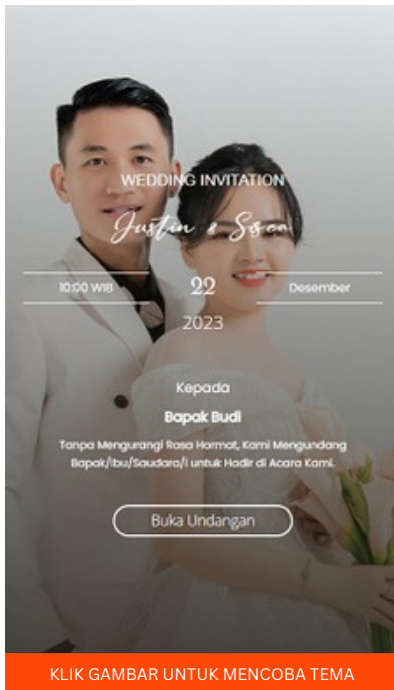 WEDDING INVITATION
Justin &
10:00 WIB
22
Desember
2023
Kepada
Bapak Budi
Tanpa Mengurangi Rasa Hormat, Kami Mengundang
Bapak/Ibu/Saudara/i untuk Hadir di Acara Kami.
Buka Undangan
KLIK GAMBAR UNTUK MENCOBA TEMA